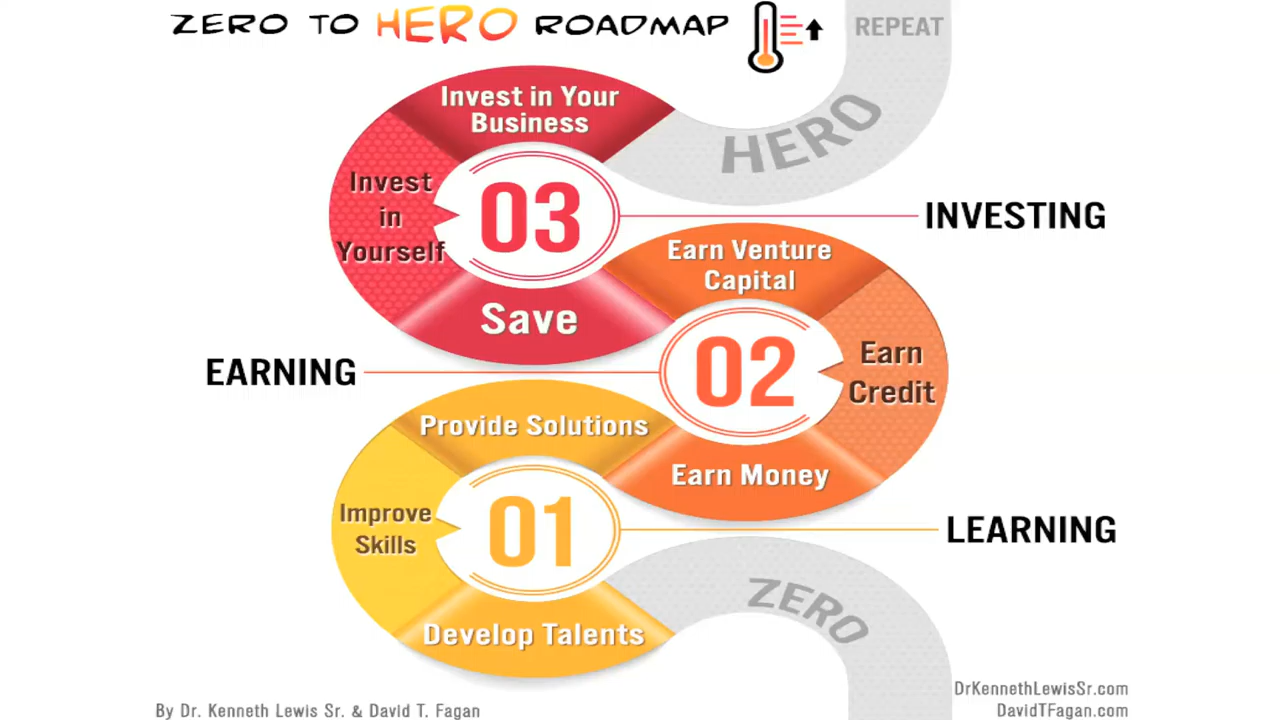 ZERO TO HERO ROADMAP
REPEAT
HERO
Invest in Your
Business
Invest
in
Yourself
03
Save
INVESTING
Earn Venture
Capital
Earn
Credit
02
Earn Money
EARNING
Provide Solutions
Improve
Skills
01
Develop Talents
LEARNING
ZERO
By Dr. Kenneth Lewis Sr. & David T. Fagan
DrKennethLewisSr.com
DavidTFagan.com